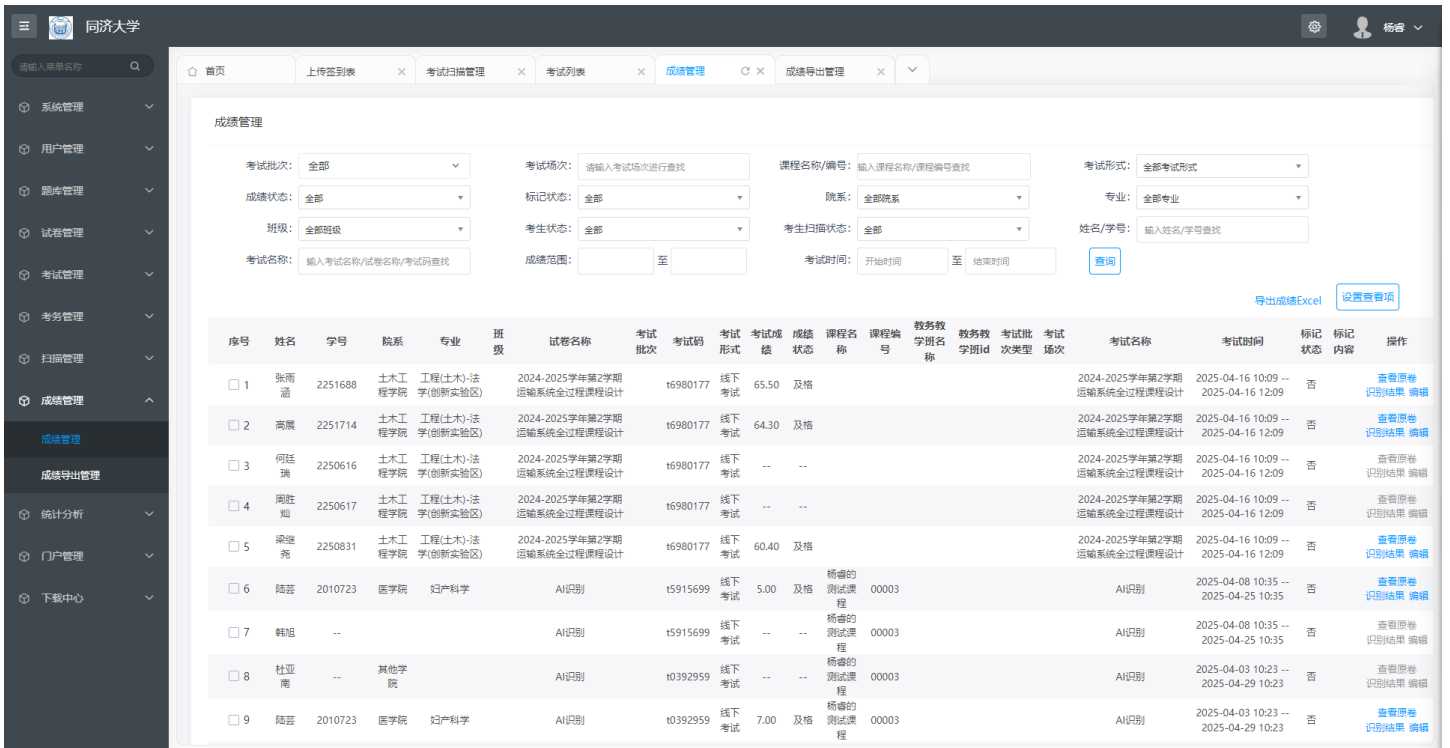 同济大学
杨睿
请输入菜单名称
系统管理
用户管理
题库管理
试卷管理
考试管理
考务管理
扫描管理
成绩管理
成绩管理
成绩导出管理
统计分析
门户管理
下载中心
首页 上传签到表 考试扫描管理 考试列表 成绩管理 成绩导出管理
成绩管理
考试批次: 全部 考试场次: 请输入考试场次进行查找 课程名称/编号: 输入课程名称/课程编号查找 考试形式: 全部考试形式
成绩状态: 全部 标记状态: 全部 院系: 全部院系 专业: 全部专业
班级: 全部班级 考生状态: 全部 考生扫描状态: 全部 姓名/学号: 输入姓名/学号查找
考试名称: 输入考试名称/试卷名称/考试码查找 成绩范围: 至 考试时间: 开始时间 至 结束时间 查询
导出成绩Excel 设置查看项
序号 姓名 学号 院系 专业 班级 试卷名称 考试批次 考试码 考试形式 考试成绩 成绩状态 课程名称 课程编号 教务教学班名称 教务教学班id 考试批次类型 考试场次 考试名称 考试时间 标记状态 标记内容 操作
1 张雨涵 2251688 土木工程学院 工程(土木)-法学(创新实验区) 2024-2025学年第2学期运输系统全过程课程设计 t6980177 线下考试 65.50 及格 2024-2025学年第2学期运输系统全过程课程设计 2025-04-16 10:09 -- 2025-04-16 12:09 否 查看原卷 识别结果 编辑
2 高展 2251714 土木工程学院 工程(土木)-法学(创新实验区) 2024-2025学年第2学期运输系统全过程课程设计 t6980177 线下考试 64.30 及格 2024-2025学年第2学期运输系统全过程课程设计 2025-04-16 10:09 -- 2025-04-16 12:09 否 查看原卷 识别结果 编辑
3 何廷瑞 2250616 土木工程学院 工程(土木)-法学(创新实验区) 2024-2025学年第2学期运输系统全过程课程设计 t6980177 线下考试 -- -- 2024-2025学年第2学期运输系统全过程课程设计 2025-04-16 10:09 -- 2025-04-16 12:09 否 查看原卷 识别结果 编辑
4 周胜灿 2250617 土木工程学院 工程(土木)-法学(创新实验区) 2024-2025学年第2学期运输系统全过程课程设计 t6980177 线下考试 -- -- 2024-2025学年第2学期运输系统全过程课程设计 2025-04-16 10:09 -- 2025-04-16 12:09 否 查看原卷 识别结果 编辑
5 梁继尧 2250831 土木工程学院 工程(土木)-法学(创新实验区) 2024-2025学年第2学期运输系统全过程课程设计 t6980177 线下考试 60.40 及格 2024-2025学年第2学期运输系统全过程课程设计 2025-04-16 10:09 -- 2025-04-16 12:09 否 查看原卷 识别结果 编辑
6 陆芸 2010723 医学院 妇产科学 AI识别 t5915699 线下考试 5.00 及格 杨睿的测试课程 00003 AI识别 2025-04-08 10:35 -- 2025-04-25 10:35 否 查看原卷 识别结果 编辑
7 韩旭 -- AI识别 t5915699 线下考试 -- -- 杨睿的测试课程 00003 AI识别 2025-04-08 10:35 -- 2025-04-25 10:35 否 查看原卷 识别结果 编辑
8 杜亚南 -- 其他学院 AI识别 t0392959 线下考试 -- -- 杨睿的测试课程 00003 AI识别 2025-04-03 10:23 -- 2025-04-29 10:23 否 查看原卷 识别结果 编辑
9 陆芸 2010723 医学院 妇产科学 AI识别 t0392959 线下考试 7.00 及格 杨睿的测试课程 00003 AI识别 2025-04-03 10:23 -- 2025-04-29 10:23 否 查看原卷 识别结果 编辑